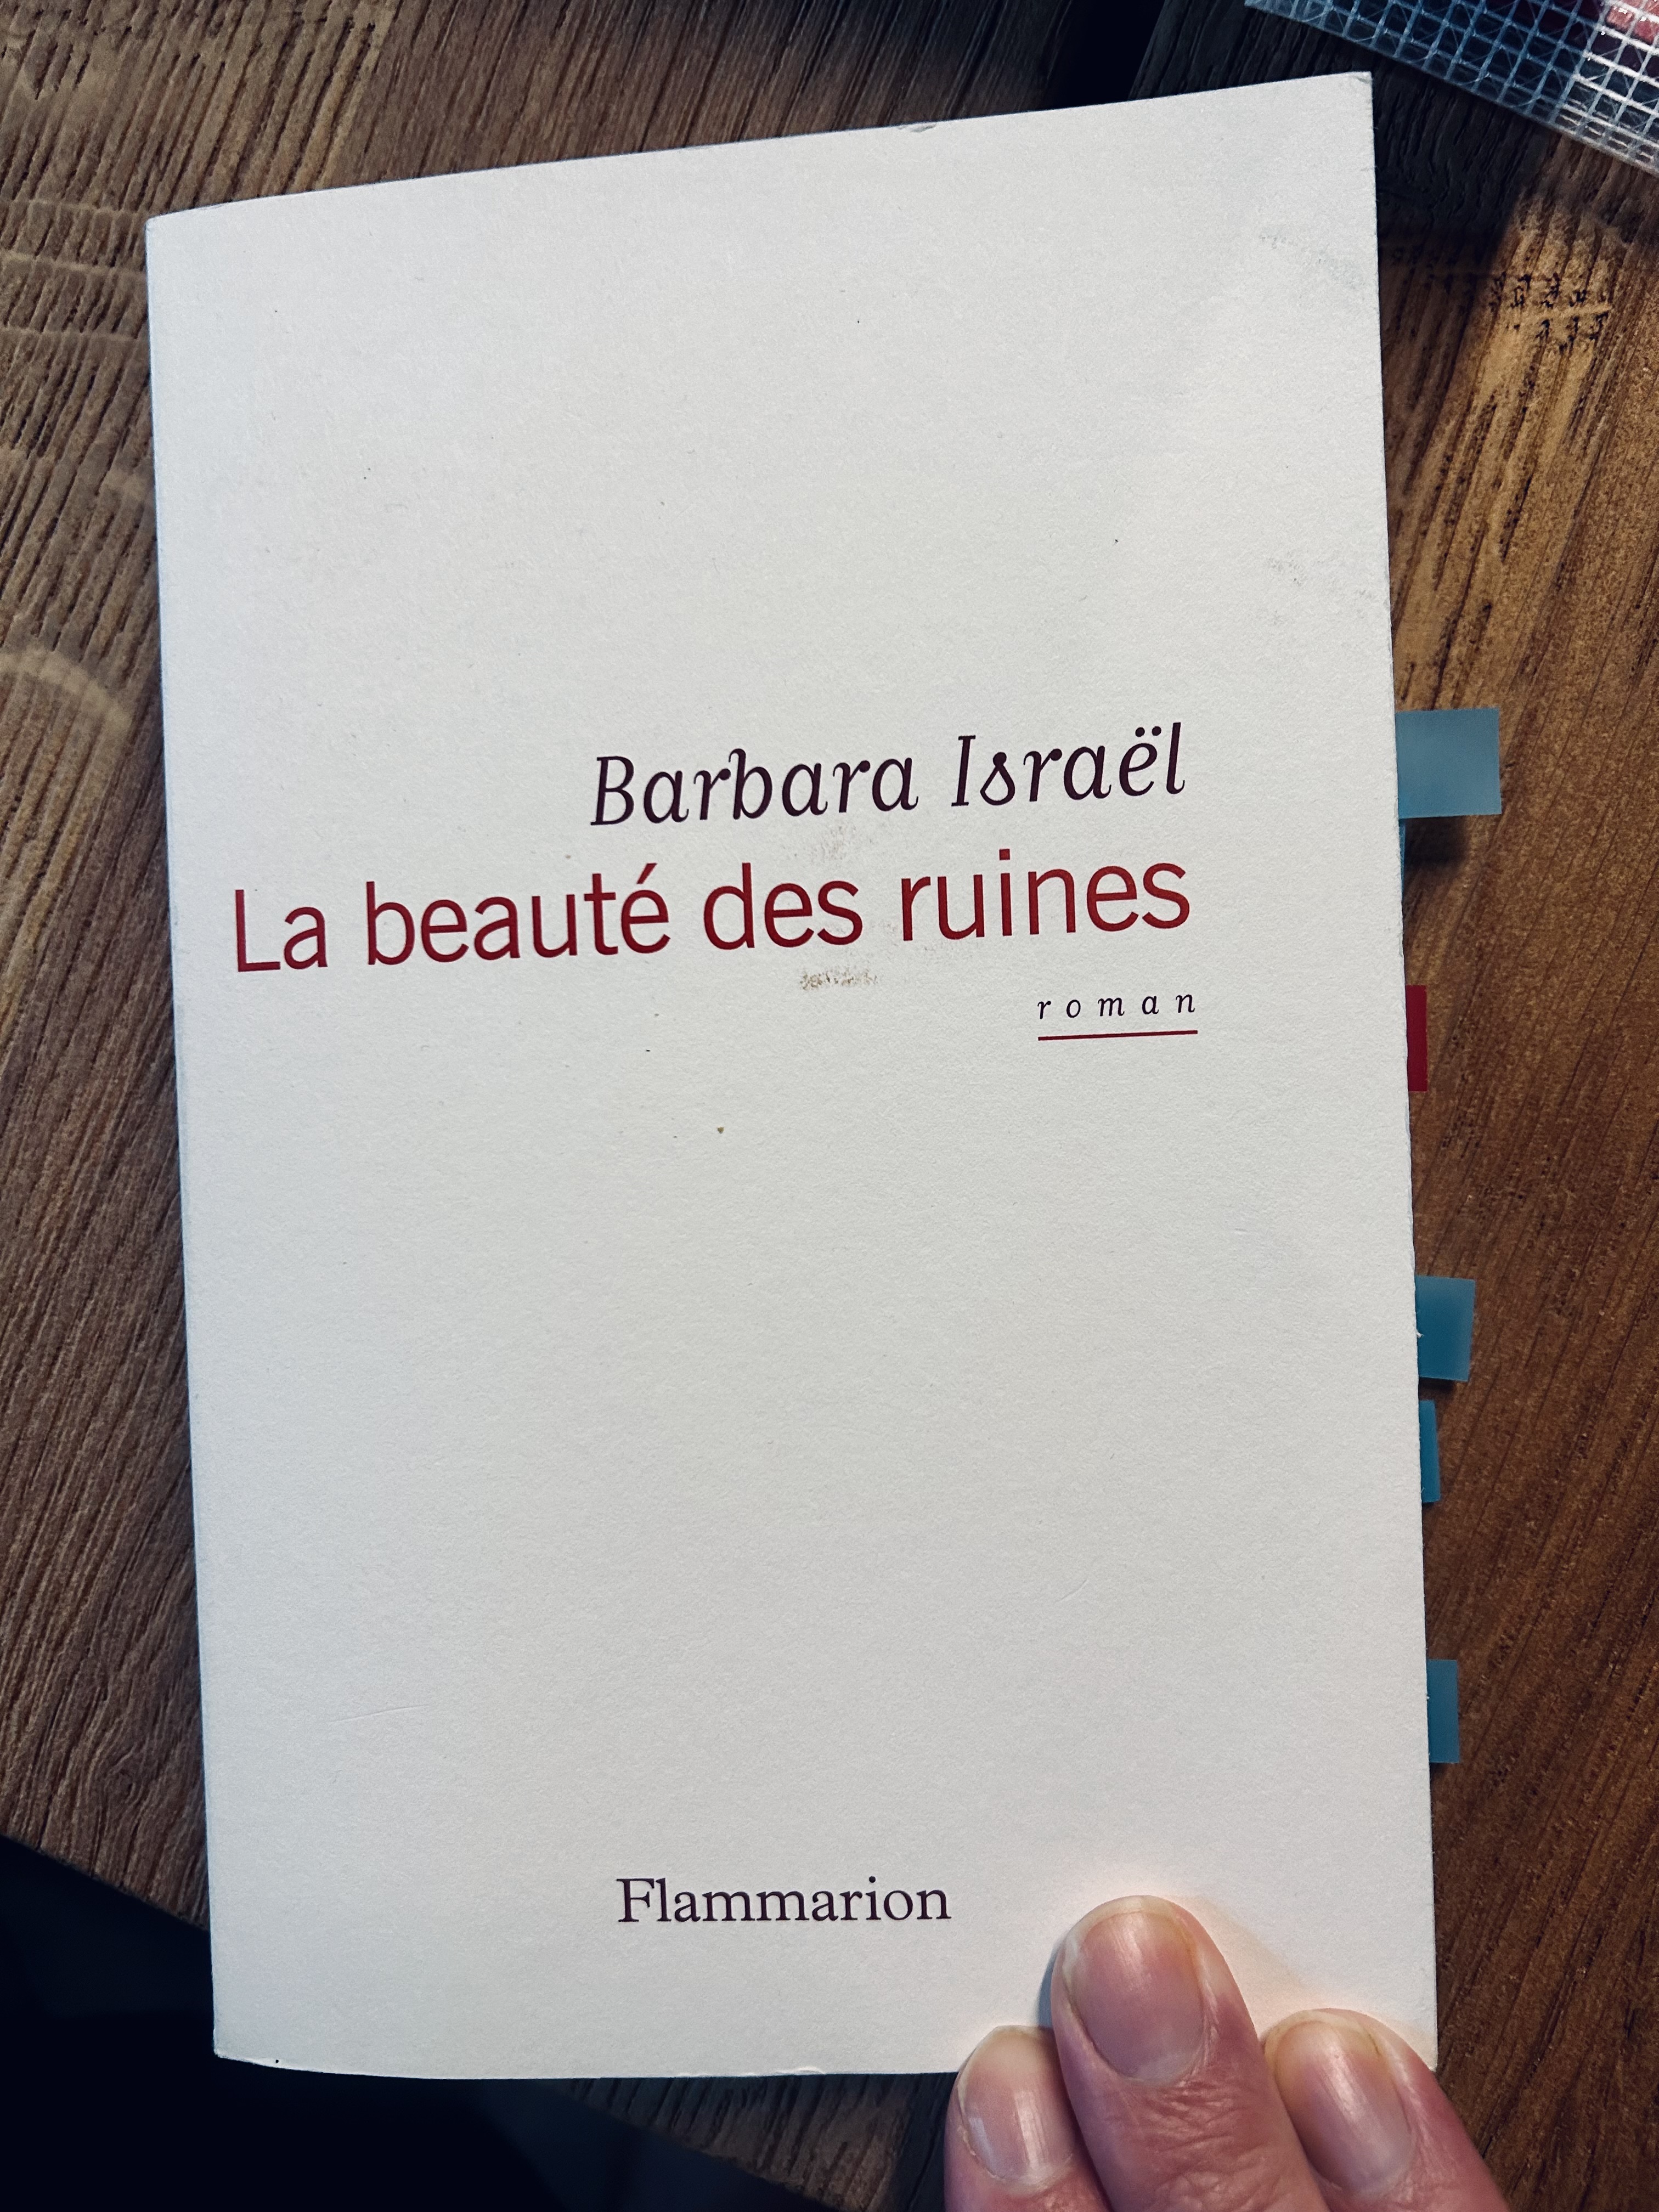 Barbara Israël
La beauté des ruines
roman
Flammarion